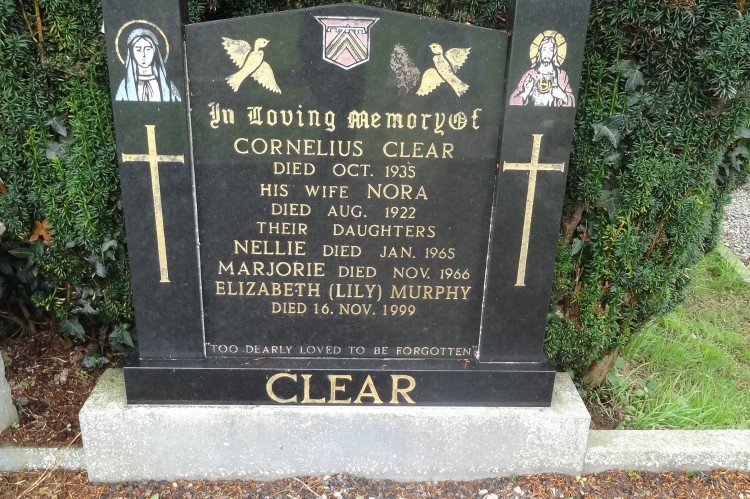 In Loving Memory Of
CORNELIUS CLEAR
DIED OCT. 1935
HIS WIFE NORA
DIED AUG. 1922
THEIR DAUGHTERS
NELLIE DIED JAN. 1965
MARJORIE DIED NOV. 1966
ELIZABETH (LILY) MURPHY
DIED 16. NOV. 1999
"TOO DEARLY LOVED TO BE FORGOTTEN"
CLEAR